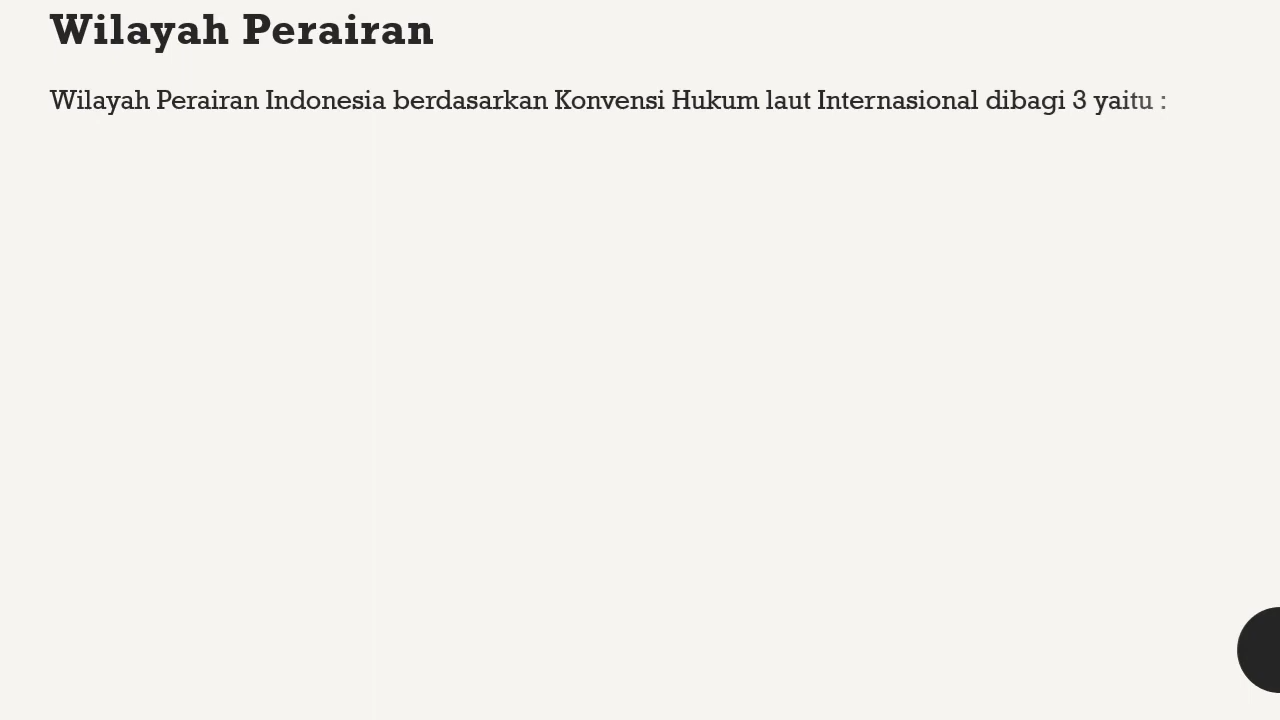 Wilayah Perairan
Wilayah Perairan Indonesia berdasarkan Konvensi Hukum laut Internasional dibagi 3 yaitu :